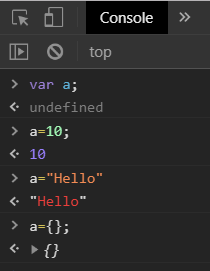 Console
top
var a;
undefined
a=10;
10
a="Hello"
"Hello"
a={};
{}